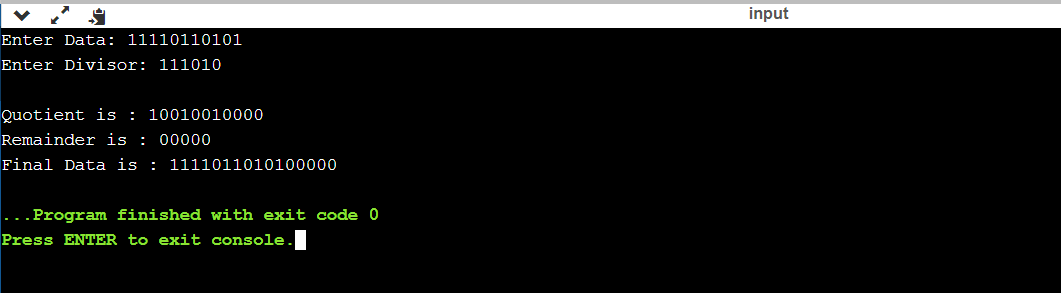 input
Enter Data: 11110110101
Enter Divisor: 111010
Quotient is : 10010010000
Remainder is : 00000
Final Data is : 1111011010100000
...Program finished with exit code 0
Press ENTER to exit console.